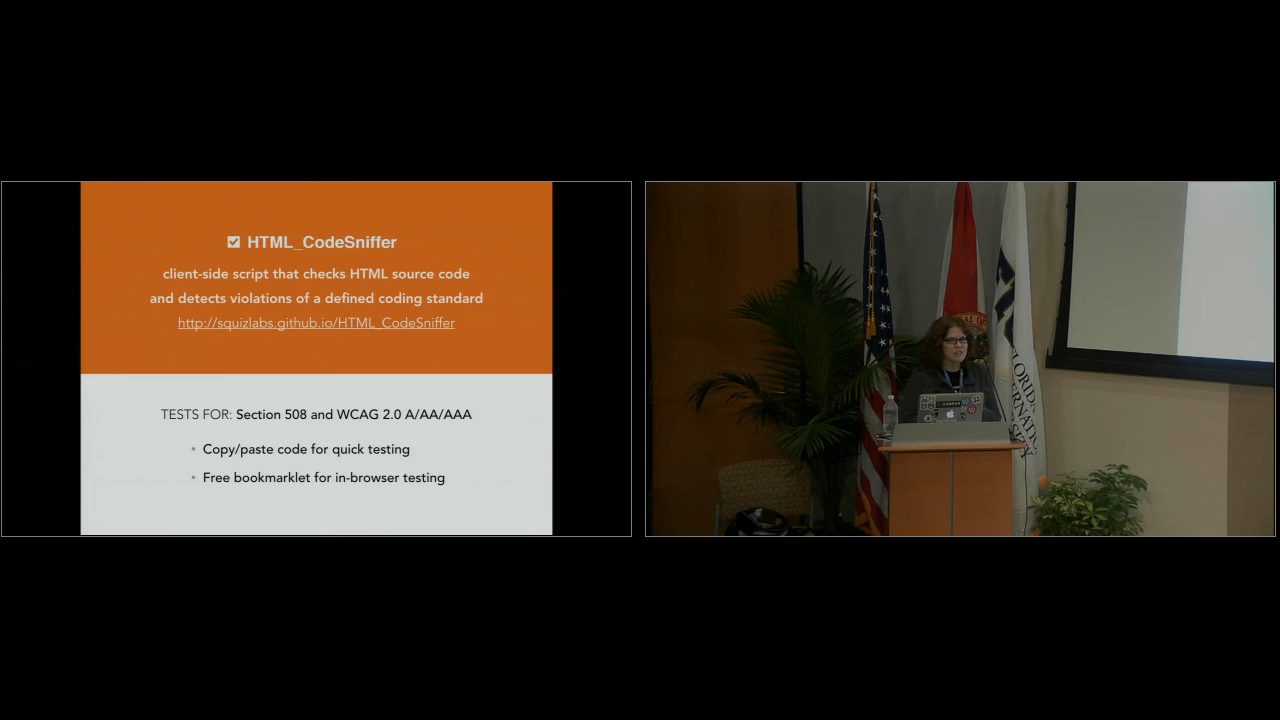 HTML_CodeSniffer
client-side script that checks HTML source code
and detects violations of a defined coding standard
http://squizlabs.github.io/HTML_CodeSniffer
TESTS FOR: Section 508 and WCAG 2.0 A/AA/AAA
• Copy/paste code for quick testing
• Free bookmarklet for in-browser testing